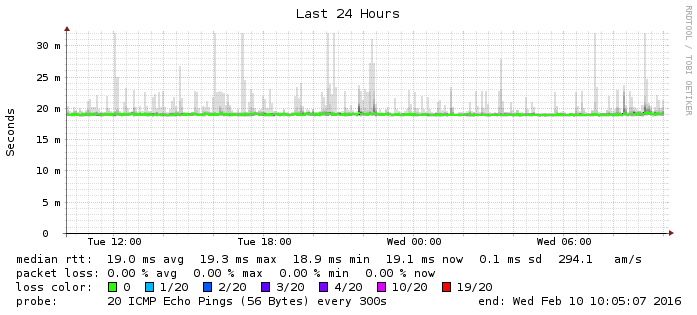 Last 24 Hours
RRDTOOL / TOBI OETIKER
Seconds
30 m
25 m
20 m
15 m
10 m
5 m
0
Tue 12:00 Tue 18:00 Wed 00:00 Wed 06:00
median rtt: 19.0 ms avg 19.3 ms max 18.9 ms min 19.1 ms now 0.1 ms sd 294.1 am/s
packet loss: 0.00 % avg 0.00 % max 0.00 % min 0.00 % now
loss color: 0 1/20 2/20 3/20 4/20 10/20 19/20
probe: 20 ICMP Echo Pings (56 Bytes) every 300s end: Wed Feb 10 10:05:07 2016